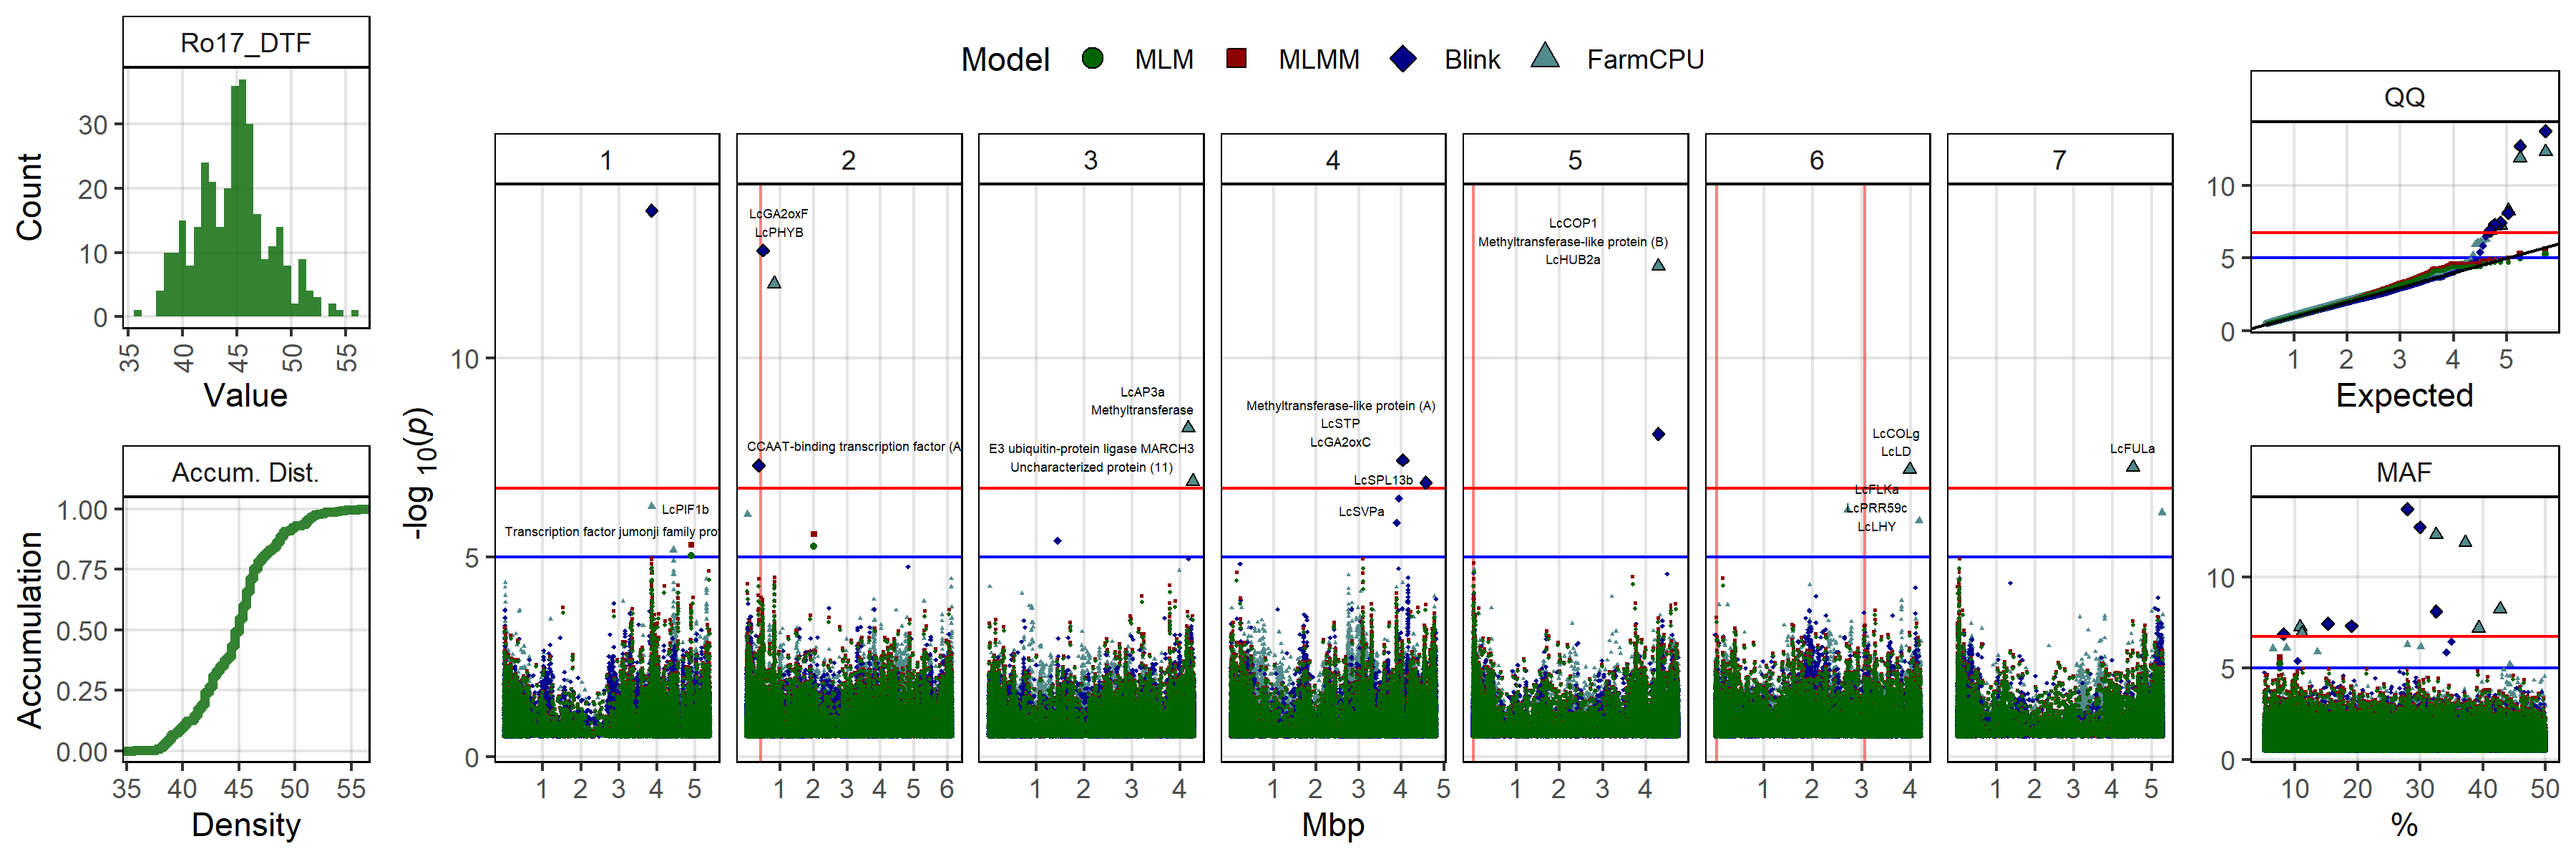 Ro17_DTF
Count
30
20
10
0
35 40 45 50 55
Value
Accum. Dist.
Accumulation
1.00
0.75
0.50
0.25
0.00
35 40 45 50 55
Density
Model MLM MLMM Blink FarmCPU
-log 10(p)
10
5
0
1
LcPIF1b
Transcription factor jumonji family pro
1 2 3 4 5
2
LcGA2oxF
LcPHYB
CCAAT-binding transcription factor (A
1 2 3 4 5 6
3
LcAP3a
Methyltransferase
E3 ubiquitin-protein ligase MARCH3
Uncharacterized protein (11)
1 2 3 4
4
Methyltransferase-like protein (A)
LcSTP
LcGA2oxC
LcSPL13b
LcSVPa
1 2 3 4 5
5
LcCOP1
Methyltransferase-like protein (B)
LcHUB2a
1 2 3 4
6
LcCOLg
LcLD
LcFLKa
LcPRR59c
LcLHY
1 2 3 4
7
LcFULa
1 2 3 4 5
Mbp
QQ
10
5
0
1 2 3 4 5
Expected
MAF
10
5
0
10 20 30 40 50
%